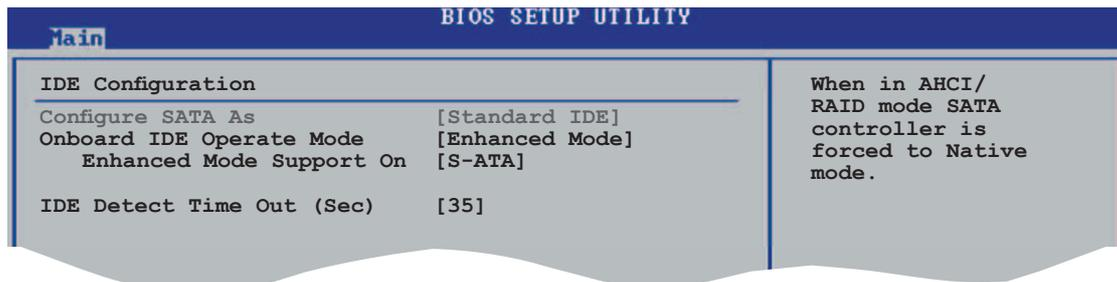 BIOS SETUP UTILITY
Main
IDE Configuration
Configure SATA As [Standard IDE]
Onboard IDE Operate Mode [Enhanced Mode]
Enhanced Mode Support On [S-ATA]
IDE Detect Time Out (Sec) [35]
When in AHCI/
RAID mode SATA
controller is
forced to Native
mode.